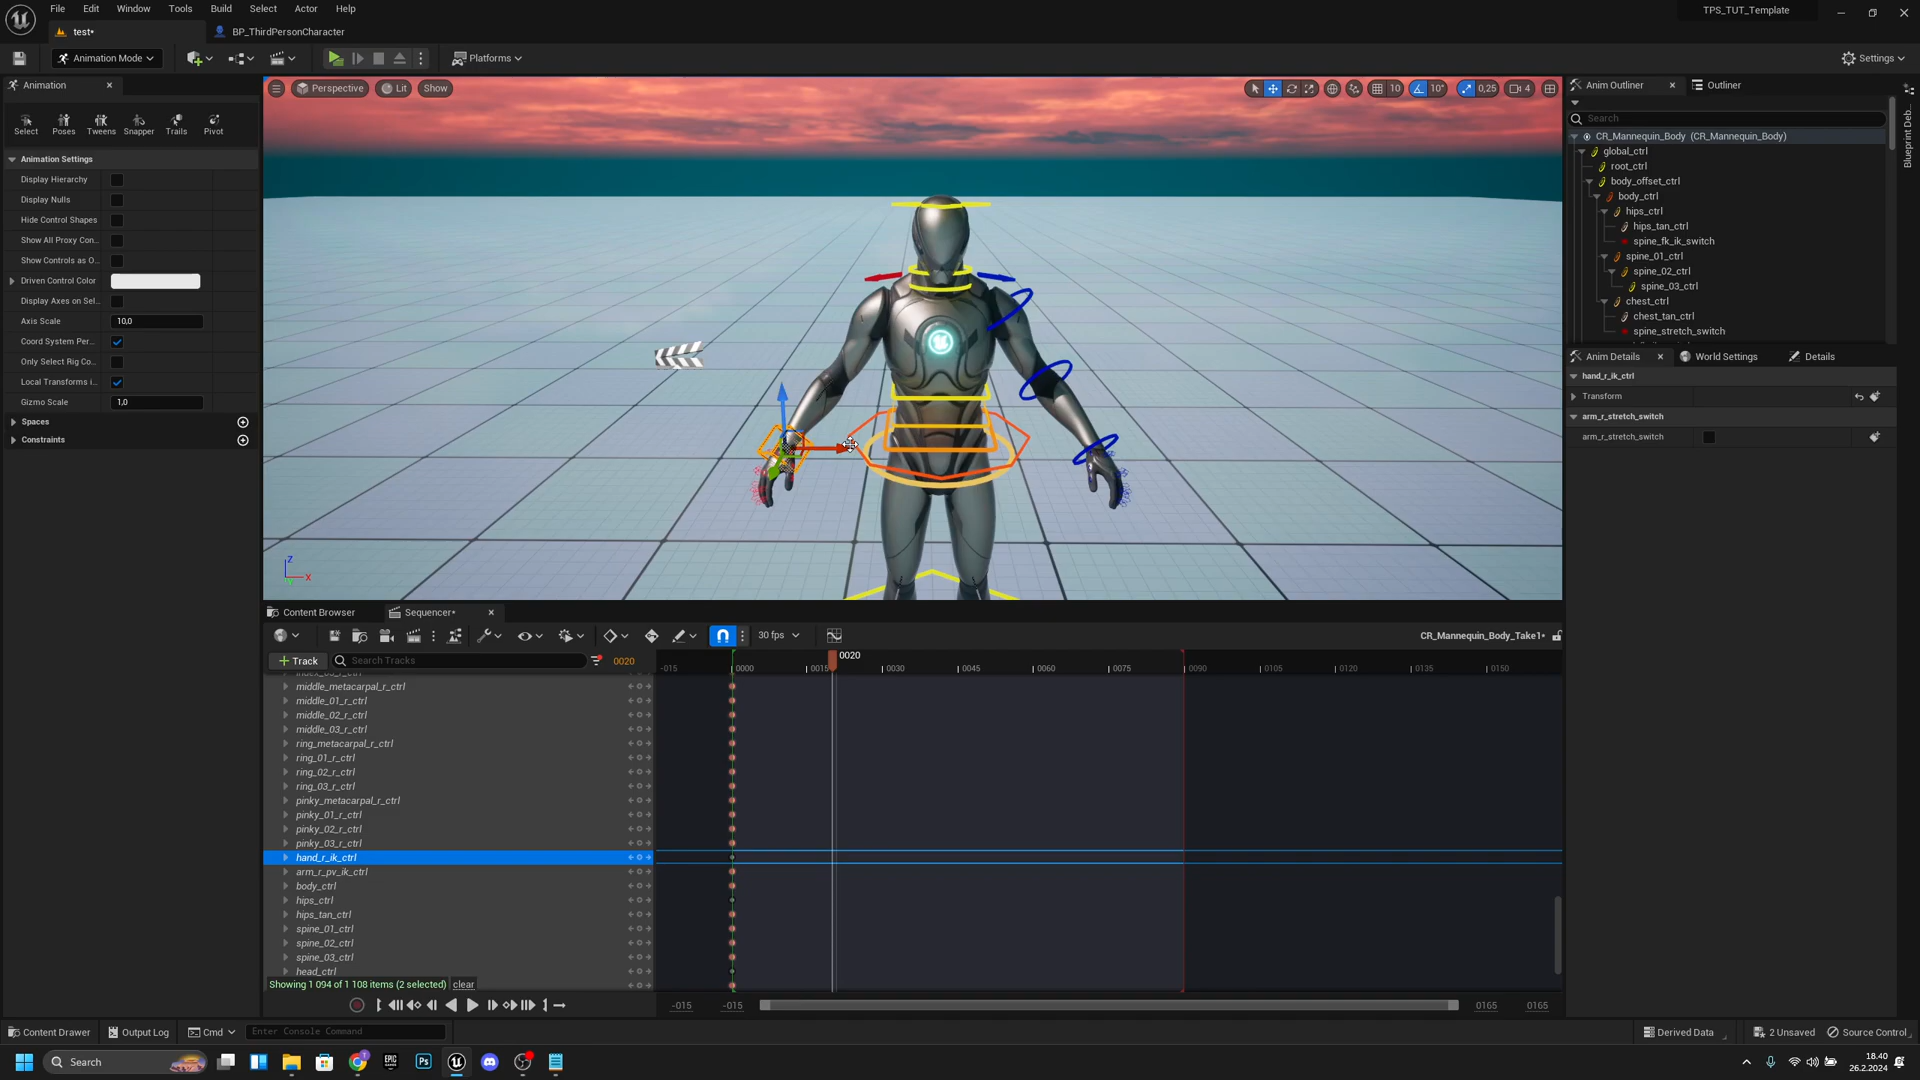 File Edit Window Tools Build Select Actor Help
TPS_TUT_Template
test•
BP_ThirdPersonCharacter
Animation Mode
Platforms
Settings
Animation
Perspective
Lit
Show
10
10°
0,25
4
Select Poses Tweens Snapper Trails Pivot
Animation Settings
Display Hierarchy
Display Nulls
Hide Control Shapes
Show All Proxy Con...
Show Controls as O...
Driven Control Color
Display Axes on Sel...
Axis Scale
10,0
Coord System Per...
Only Select Rig Co...
Local Transforms i...
Gizmo Scale
1,0
Spaces
Constraints
Z
X
Anim Outliner
Outliner
Search
CR_Mannequin_Body (CR_Mannequin_Body)
global_ctrl
root_ctrl
body_offset_ctrl
body_ctrl
hips_ctrl
hips_tan_ctrl
spine_fk_ik_switch
spine_01_ctrl
spine_02_ctrl
spine_03_ctrl
chest_ctrl
chest_tan_ctrl
spine_stretch_switch
Blueprint Deb...
Anim Details
World Settings
Details
hand_r_ik_ctrl
Transform
arm_r_stretch_switch
arm_r_stretch_switch
Content Browser
Sequencer•
30 fps
CR_Mannequin_Body_Take1•
+ Track
Search Tracks
0020
0020
-015 0000 0015 0030 0045 0060 0075 0090 0105 0120 0135 0150
middle_metacarpal_r_ctrl
middle_01_r_ctrl
middle_02_r_ctrl
middle_03_r_ctrl
ring_metacarpal_r_ctrl
ring_01_r_ctrl
ring_02_r_ctrl
ring_03_r_ctrl
pinky_metacarpal_r_ctrl
pinky_01_r_ctrl
pinky_02_r_ctrl
pinky_03_r_ctrl
hand_r_ik_ctrl
arm_r_pv_ik_ctrl
body_ctrl
hips_ctrl
hips_tan_ctrl
spine_01_ctrl
spine_02_ctrl
spine_03_ctrl
head_ctrl
Showing 1 094 of 1 108 items (2 selected) clear
-015 -015 0165 0165
Content Drawer
Output Log
Cmd
Enter Console Command
Derived Data
2 Unsaved
Source Control
Search
EPIC
Ps
18.40
26.2.2024